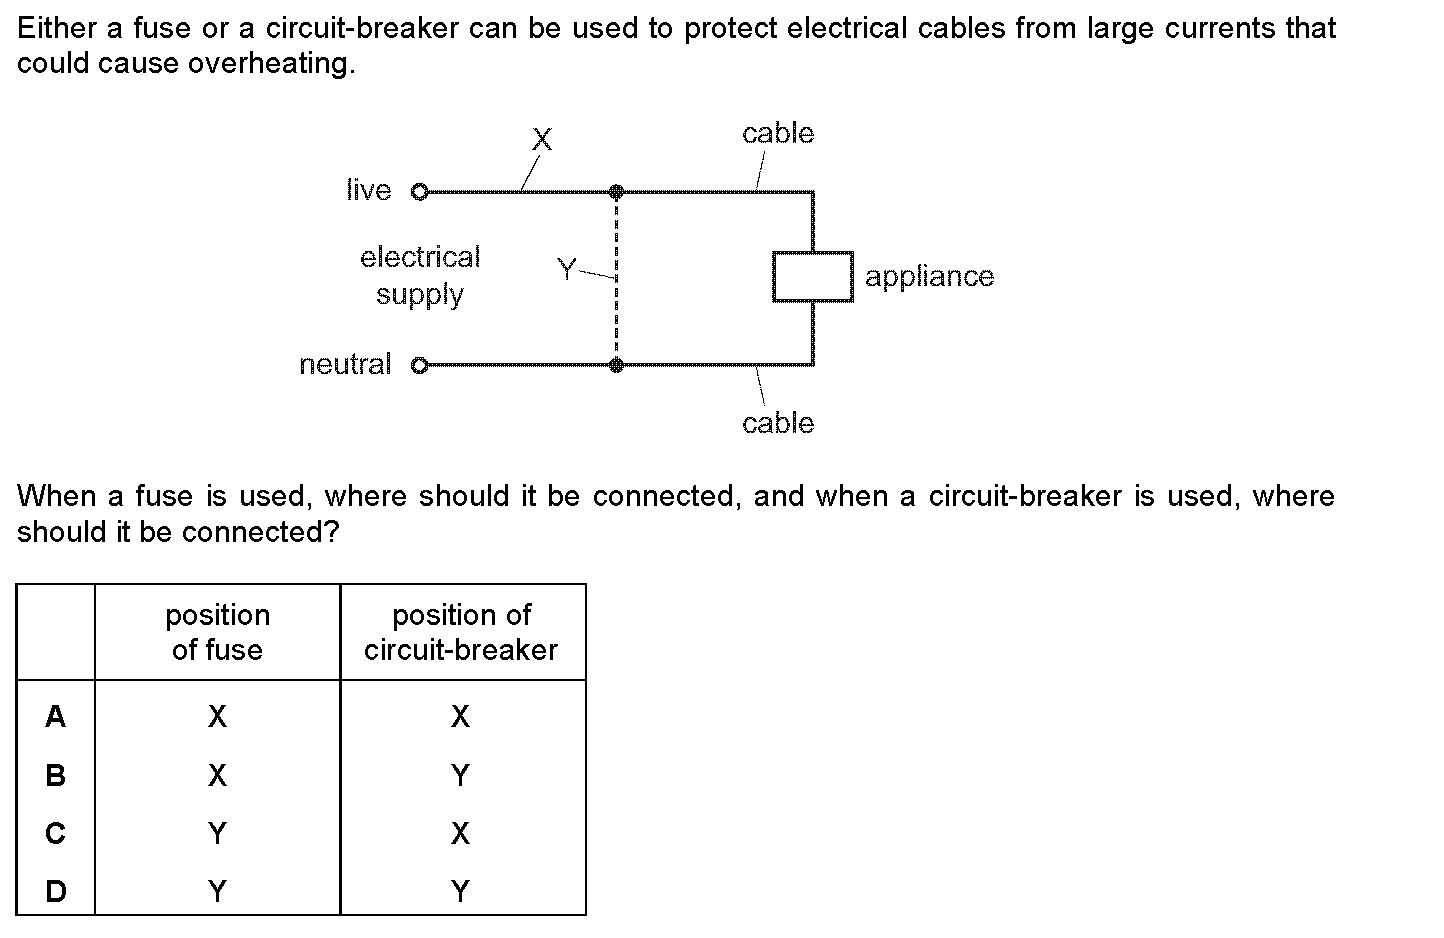 Either a fuse or a circuit-breaker can be used to protect electrical cables from large currents that
could cause overheating.
X
cable
live
electrical
supply
Y
appliance
neutral
cable
When a fuse is used, where should it be connected, and when a circuit-breaker is used, where
should it be connected?
position of fuse
position of circuit-breaker
A X X
B X Y
C Y X
D Y Y